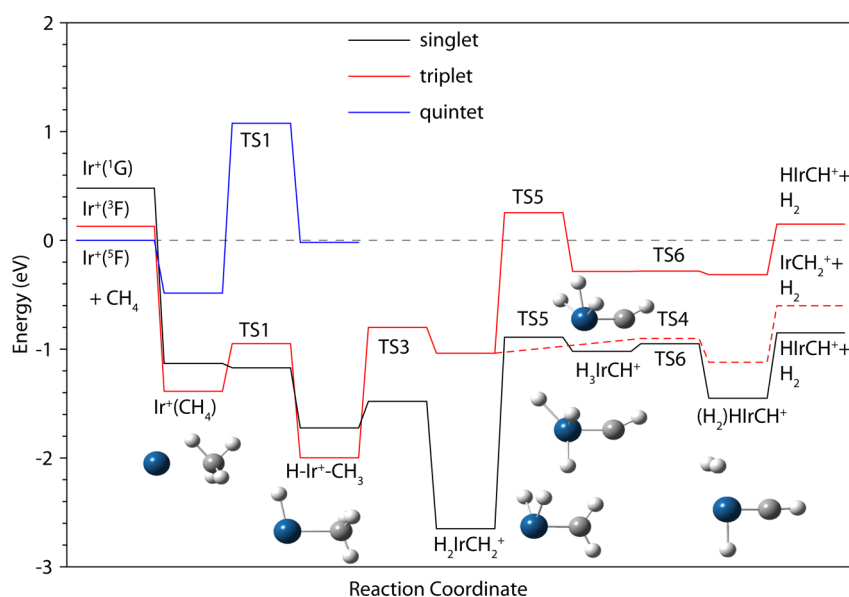 2
1
0
-1
-2
-3
Energy (eV)
Reaction Coordinate
singlet
triplet
quintet
Ir⁺(¹G)
Ir⁺(³F)
Ir⁺(⁵F)
+ CH₄
Ir⁺(CH₄)
TS1
TS1
H-Ir⁺-CH₃
TS3
H₂IrCH₂⁺
TS5
TS5
H₃IrCH⁺
TS6
TS4
TS6
(H₂)HIrCH⁺
HIrCH⁺+
H₂
IrCH₂⁺+
H₂
HIrCH⁺+
H₂